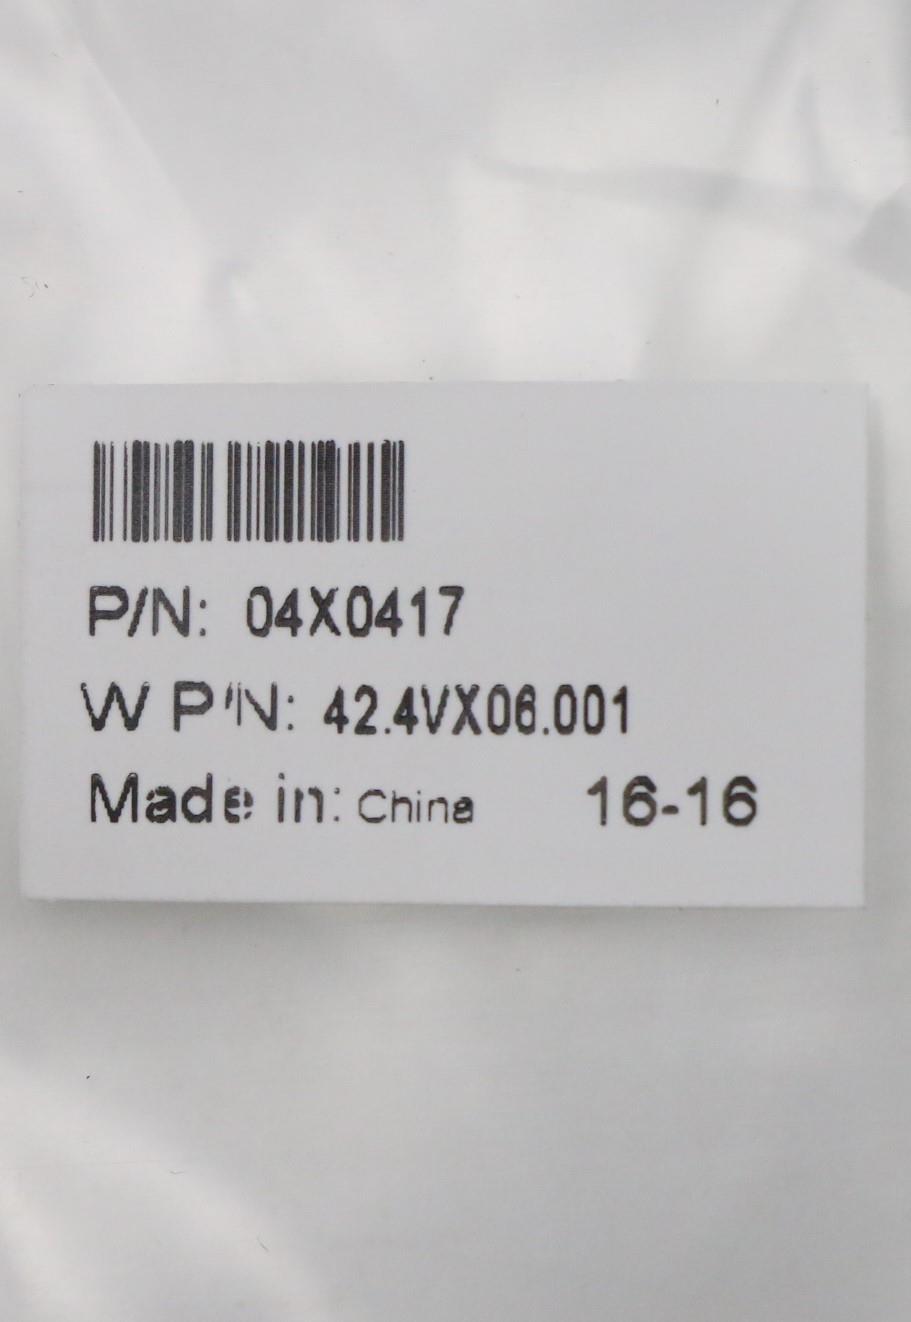 P/N: 04X0417
W P/N: 42.4VX06.001
Made in: China 16-16